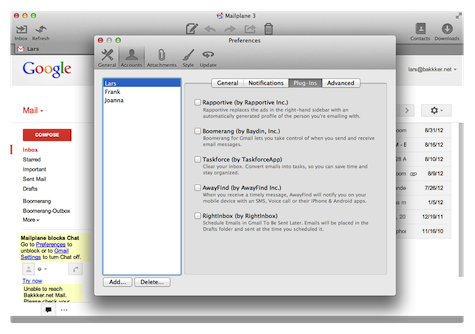 Mailplane 3
Inbox
Refresh
Contacts
Downloads
Lars
Preferences
General
Accounts
Attachments
Style
Update
Google
lars@bakkker.net
Mail
COMPOSE
Inbox
Starred
Important
Sent Mail
Drafts
Boomerang
Boomerang-Outbox
More
Mailplane blocks Chat
Go to Preferences to
unblock or to Gmail
Settings to turn Chat off.
Try now
Unable to reach
Bakkker.net Mail.
Please check your
Lars
Frank
Joanna
Add...
Delete...
General
Notifications
Plug-Ins
Advanced
Rapportive (by Rapportive Inc.)
Rapportive replaces the ads in the right-hand sidebar with an
automatically generated profile of the person you're emailing with.
Boomerang (by Baydin, Inc.)
Boomerang for Gmail lets you take control of when you send and receive
email messages.
Taskforce (by TaskforceApp)
Clear your inbox. Convert emails into tasks, so you can save time and
stay organized.
AwayFind (by AwayFind Inc.)
When you receive a timely message, AwayFind will notify you on your
mobile device with an SMS, Voice call or their iPhone & Android apps.
RightInbox (by RightInbox)
Schedule Emails in Gmail To Be Sent Later. Emails will be placed in the
Drafts folder and sent at the time you scheduled it.
8/31/12
8/9/12
8/9/12
7/26/12
1/5/12
12/19/11
11/16/10